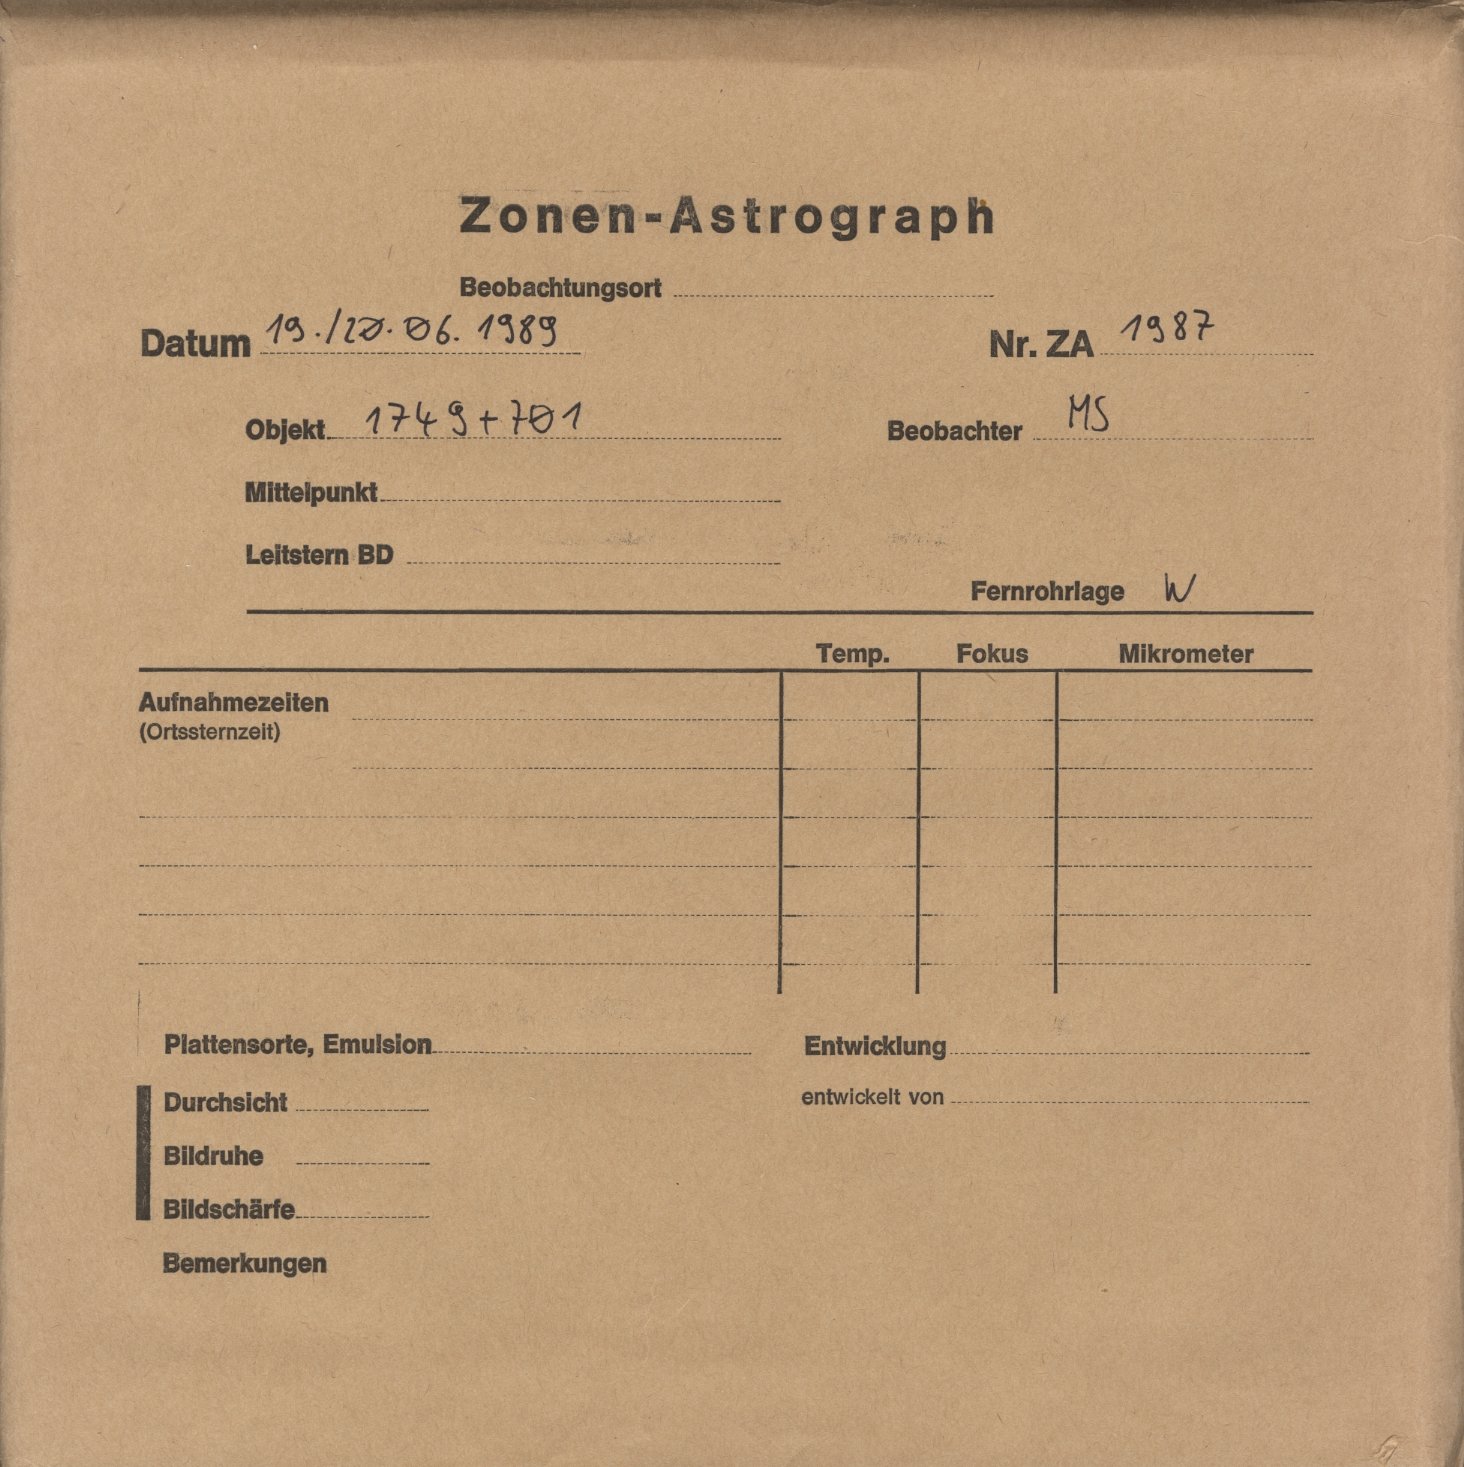 Zonen-Astrograph
Beobachtungsort
Datum 19./20.06.1989 Nr. ZA 1987
Objekt 1749+701 Beobachter MS
Mittelpunkt
Leitstern BD
Fernrohrlage W
Temp. Fokus Mikrometer
Aufnahmezeiten
(Ortssternzeit)
Plattensorte, Emulsion Entwicklung
Durchsicht entwickelt von
Bildruhe
Bildschärfe
Bemerkungen